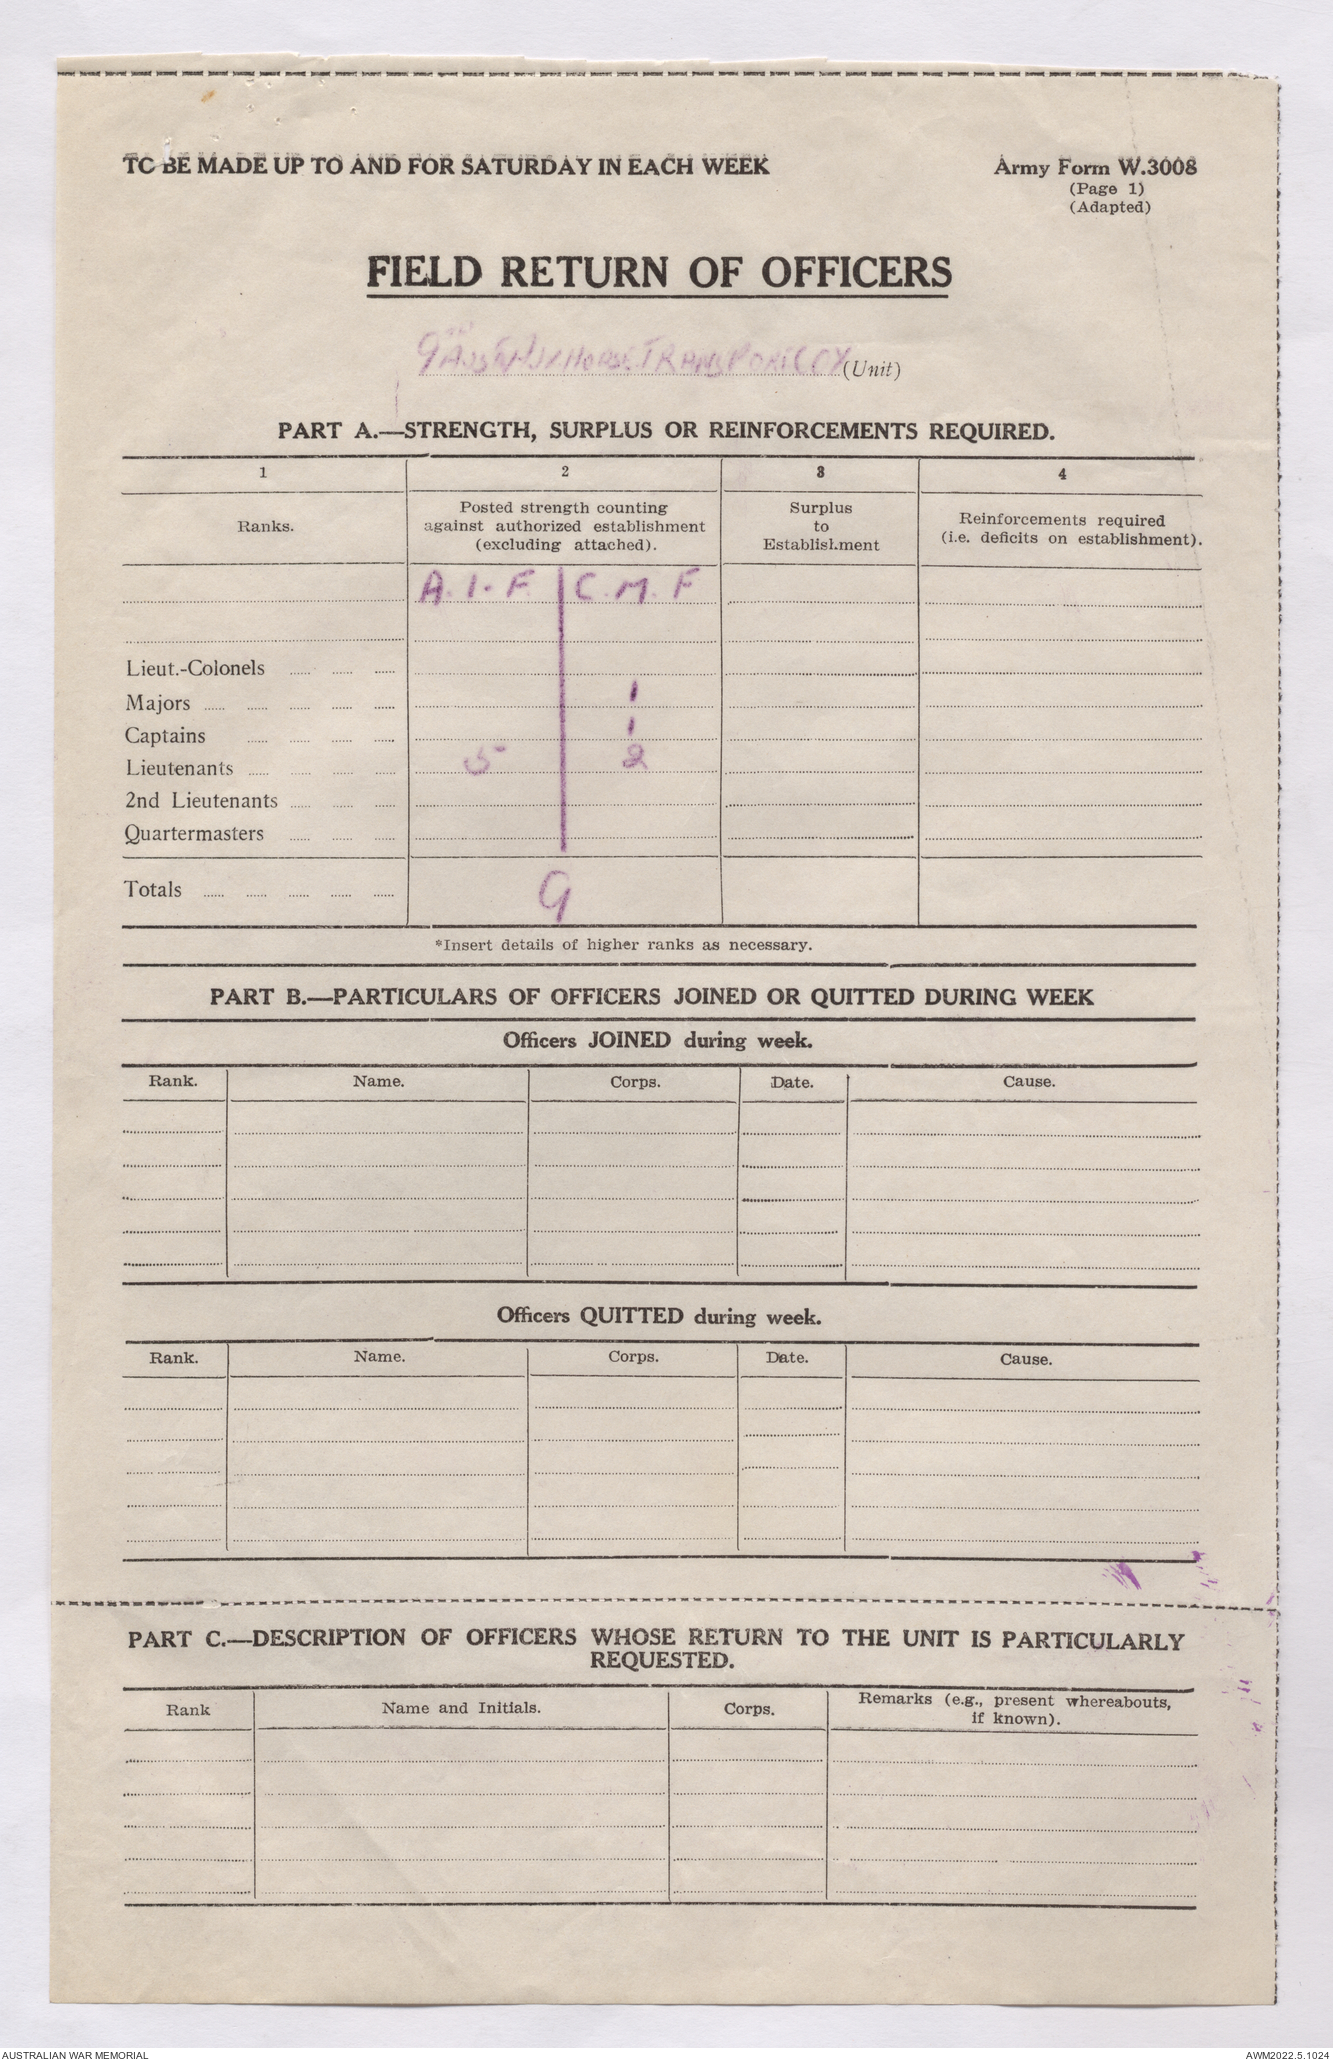 TO BE MADE UP TO AND FOR SATURDAY IN EACH WEEK
Army Form W.3008
(Page 1)
(Adapted)
FIELD RETURN OF OFFICERS
9 Aust HORSE TRANSPORT COY (Unit)
PART A.—STRENGTH, SURPLUS OR REINFORCEMENTS REQUIRED.
1 2 3 4
Ranks.
Posted strength counting
against authorized establishment
(excluding attached).
Surplus
to
Establishment
Reinforcements required
(i.e. deficits on establishment).
A.I.F. C.M.F
Lieut.-Colonels
Majors 1
Captains 1
Lieutenants 5 2
2nd Lieutenants
Quartermasters
Totals 9
*Insert details of higher ranks as necessary.
PART B.—PARTICULARS OF OFFICERS JOINED OR QUITTED DURING WEEK
Officers JOINED during week.
Rank. Name. Corps. Date. Cause.
Officers QUITTED during week.
Rank. Name. Corps. Date. Cause.
PART C.—DESCRIPTION OF OFFICERS WHOSE RETURN TO THE UNIT IS PARTICULARLY
REQUESTED.
Rank Name and Initials. Corps. Remarks (e.g., present whereabouts,
if known).
AUSTRALIAN WAR MEMORIAL
AWM2022.5.1024